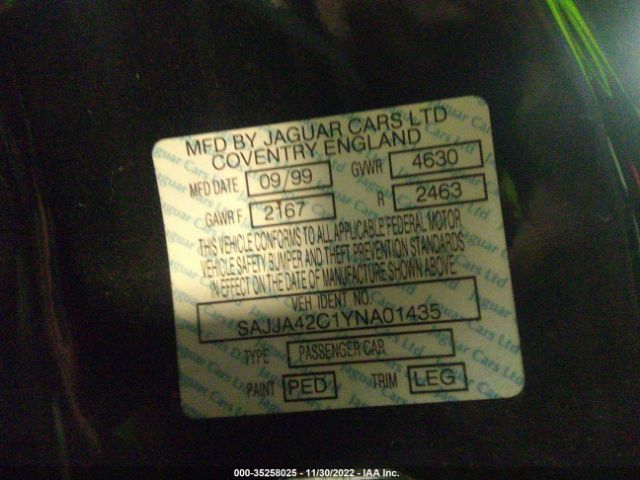 MFD BY JAGUAR CARS LTD
COVENTRY ENGLAND
MFD DATE 09/99 GVWR 4630
GAWR F. 2167 R 2463
THIS VEHICLE CONFORMS TO ALL APPLICABLE FEDERAL MOTOR
VEHICLE SAFETY BUMPER AND THEFT PREVENTION STANDARDS
IN EFFECT ON THE DATE OF MANUFACTURE SHOWN ABOVE
VEH IDENT NO
SAJJA42C1YNA01435
TYPE PASSENGER CAR
PAINT PED TRIM LEG
Jaguar Cars Ltd
000-35258025 - 11/30/2022 - IAA Inc.